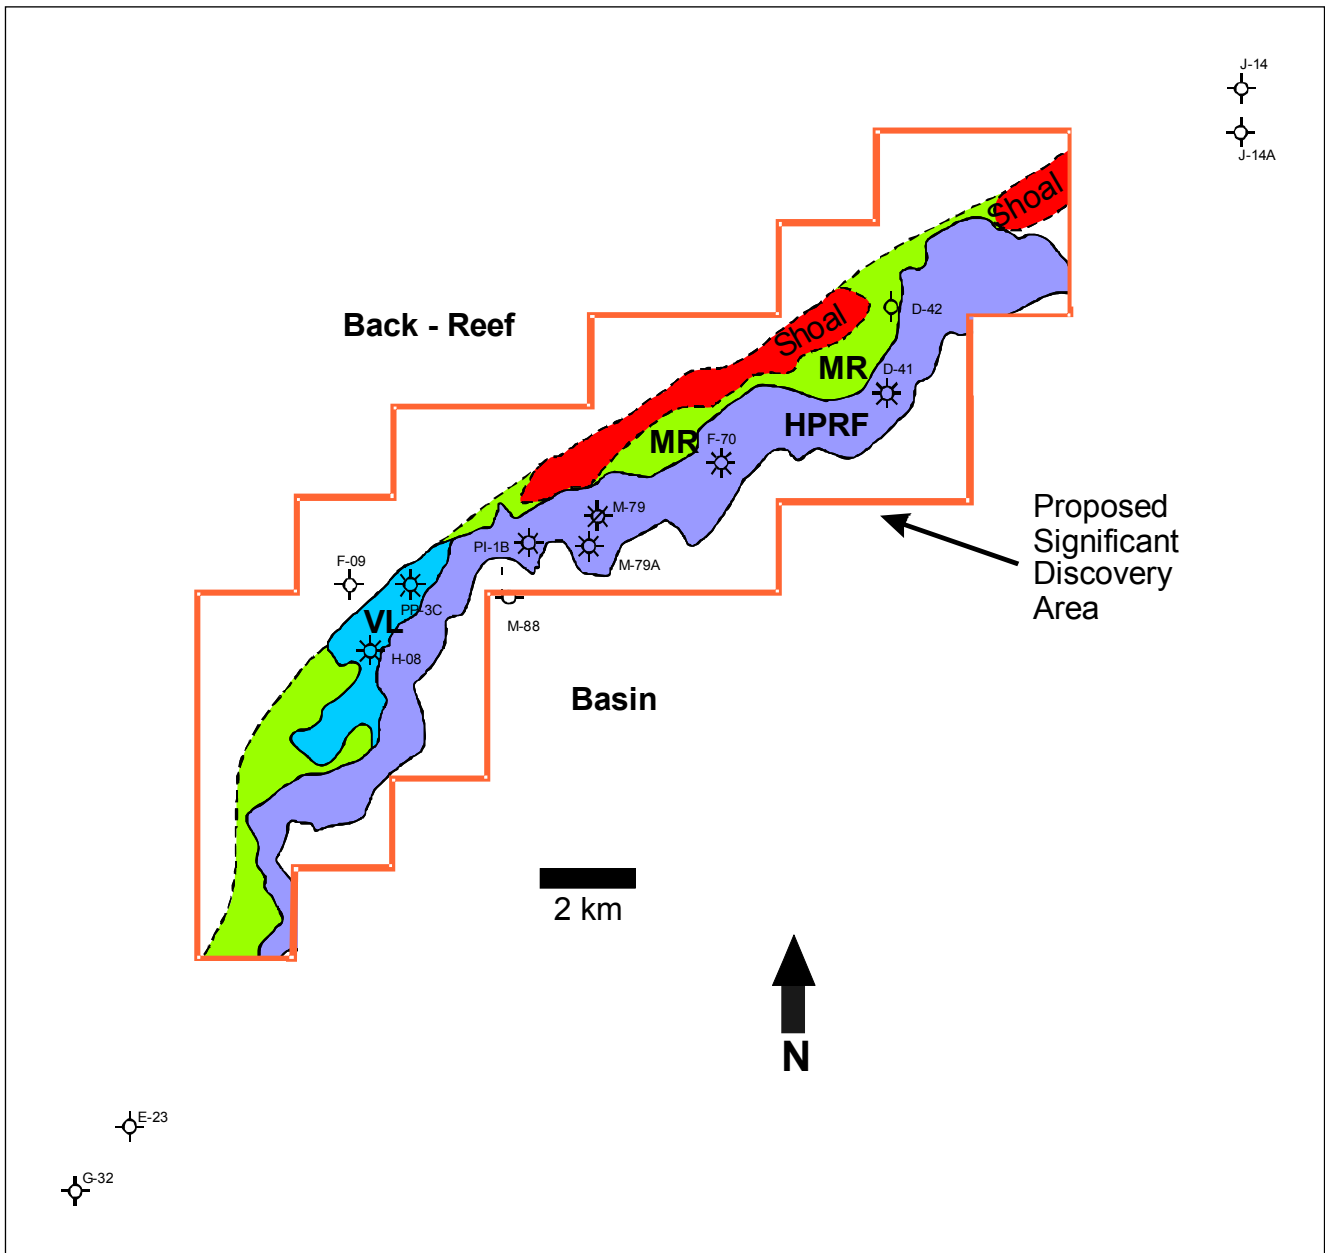 J-14
J-14A
Shoal
Back - Reef
D-42
Shoal
MR
D-41
HPRF
MR
F-70
Proposed
Significant
Discovery
Area
M-79
PI-1B
M-79A
F-09
PP-3C
VL
M-88
H-08
Basin
2 km
N
E-23
G-32